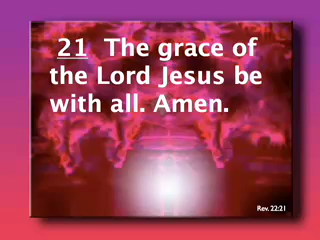 21 The grace of
the Lord Jesus be
with all. Amen.
Rev. 22:21